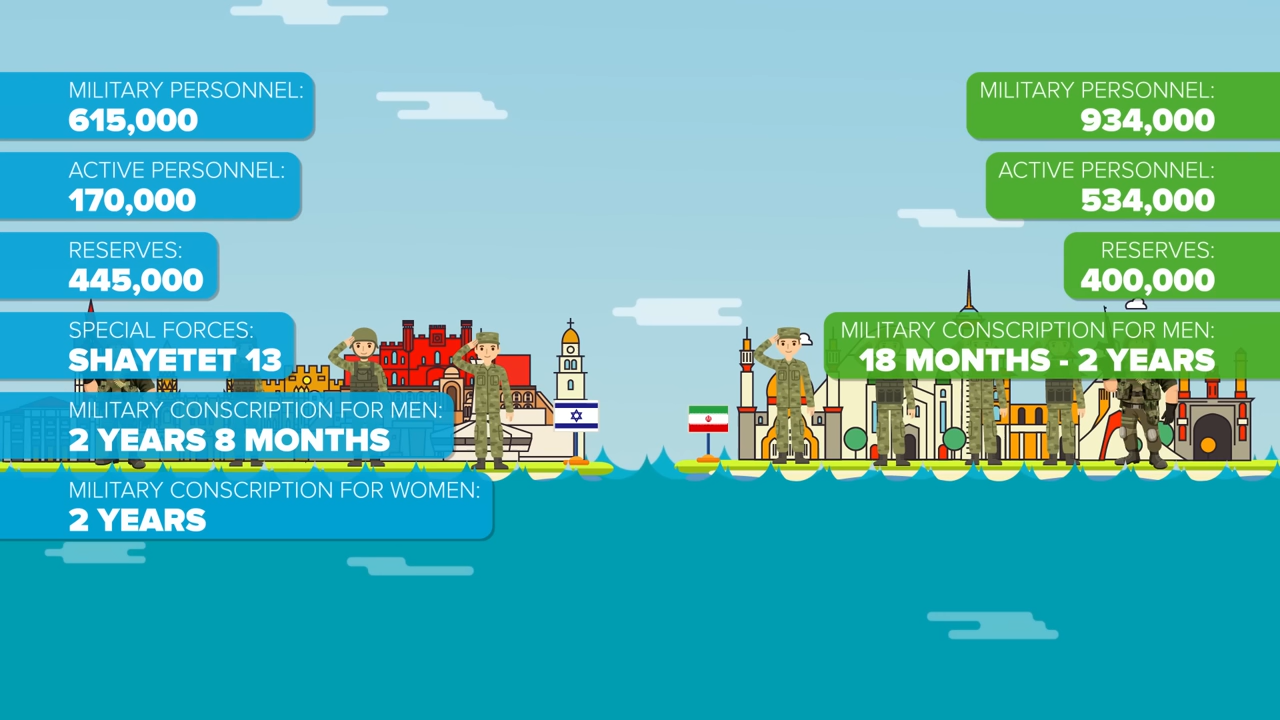 MILITARY PERSONNEL:
615,000
ACTIVE PERSONNEL:
170,000
RESERVES:
445,000
SPECIAL FORCES:
SHAYETET 13
MILITARY CONSCRIPTION FOR MEN:
2 YEARS 8 MONTHS
MILITARY CONSCRIPTION FOR WOMEN:
2 YEARS
MILITARY PERSONNEL:
934,000
ACTIVE PERSONNEL:
534,000
RESERVES:
400,000
MILITARY CONSCRIPTION FOR MEN:
18 MONTHS - 2 YEARS